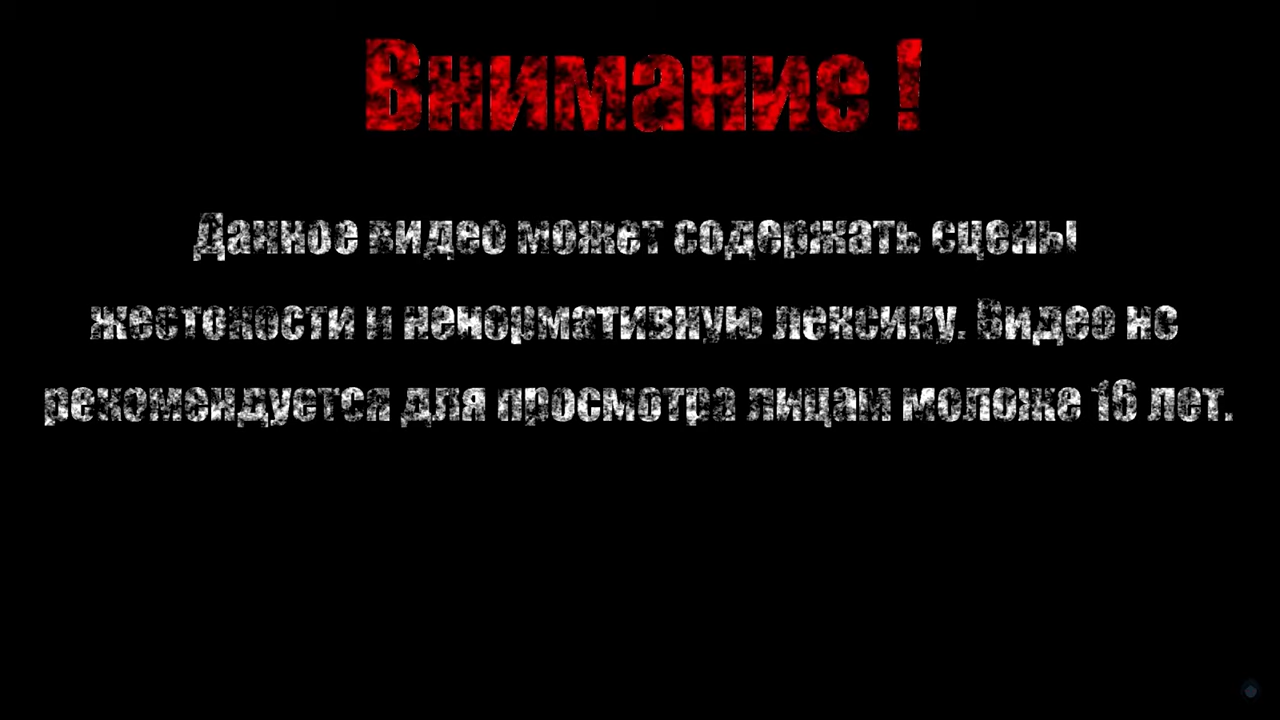 Внимание !
Данное видео может содержать сцены
жестокости и ненормативную лексику. Видео не
рекомендуется для просмотра лицам моложе 16 лет.